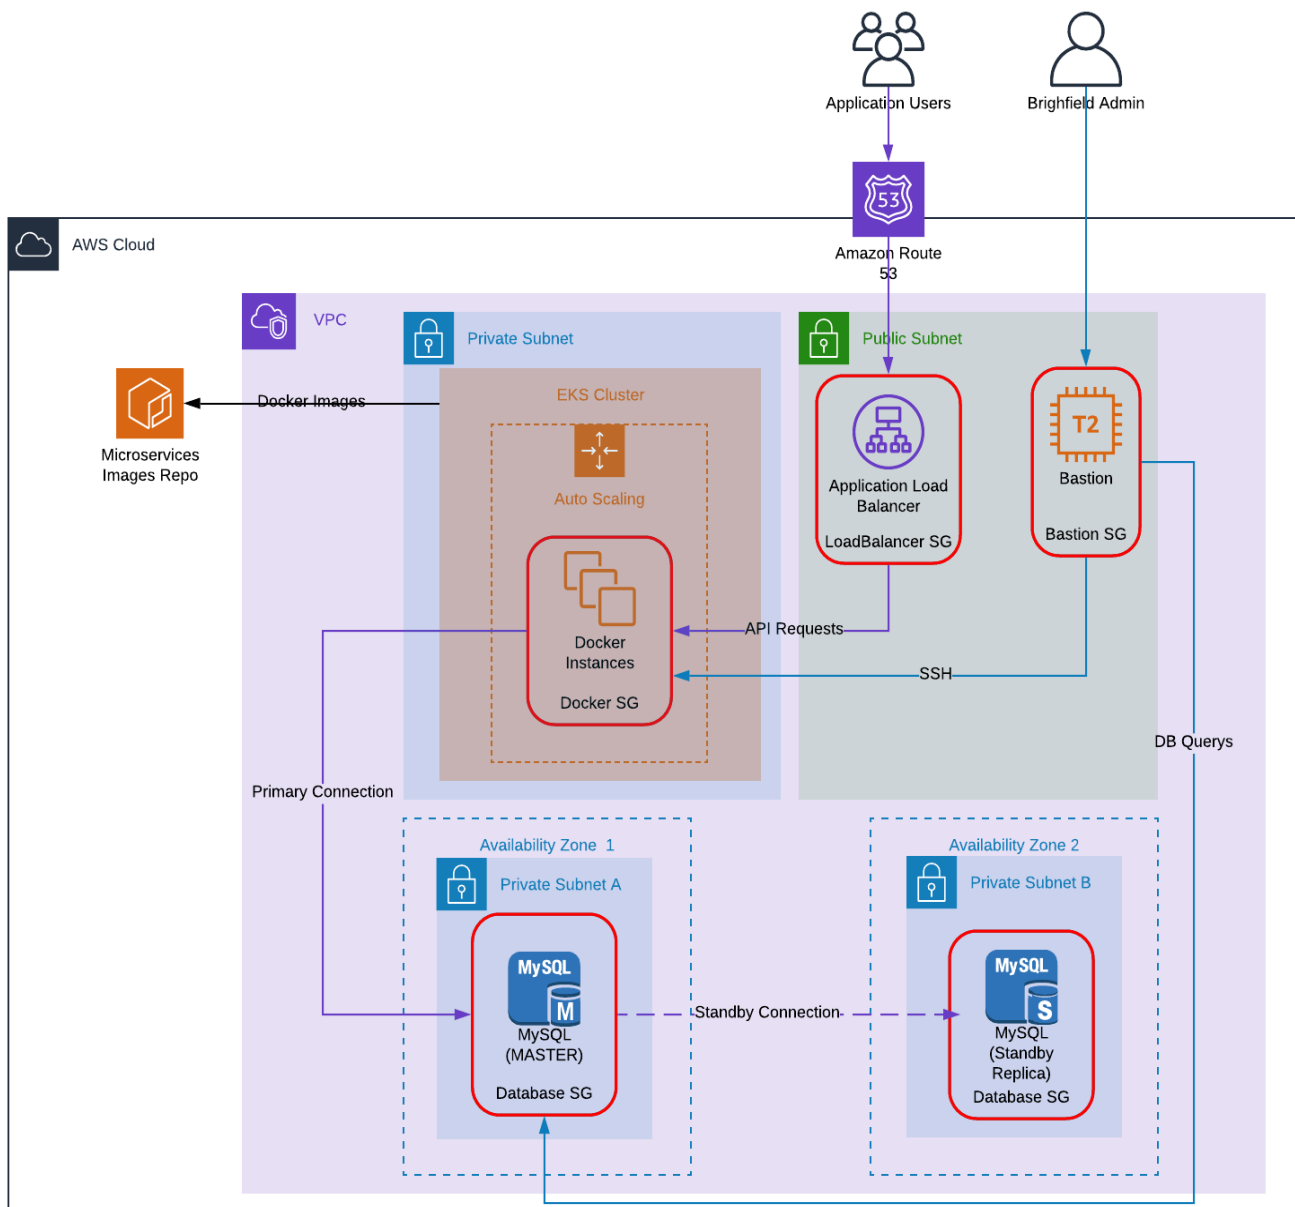 Application Users
Brighfield Admin
53
Amazon Route
53
AWS Cloud
VPC
Private Subnet
Public Subnet
EKS Cluster
Docker Images
Microservices
Images Repo
Auto Scaling
Application Load
Balancer
LoadBalancer SG
T2
Bastion
Bastion SG
API Requests
Docker
Instances
Docker SG
SSH
DB Querys
Primary Connection
Availability Zone 1
Private Subnet A
MySQL
M
MySQL
(MASTER)
Database SG
Standby Connection
Availability Zone 2
Private Subnet B
MySQL
S
MySQL
(Standby
Replica)
Database SG